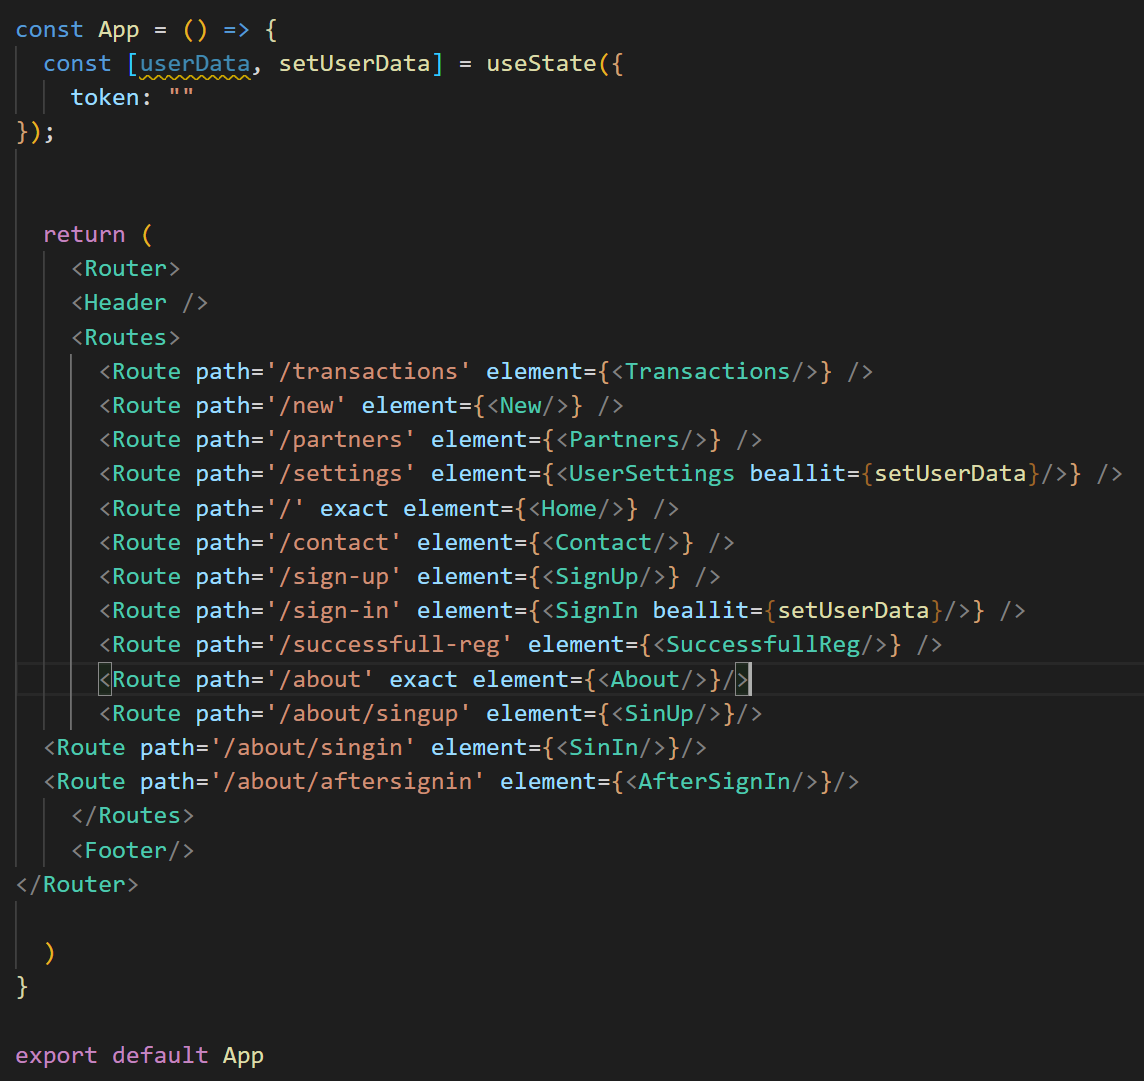 const App = () => {
  const [userData, setUserData] = useState({
    token: ""
});
  return (
    <Router>
    <Header />
    <Routes>
      <Route path='/transactions' element={<Transactions/>} />
      <Route path='/new' element={<New/>} />
      <Route path='/partners' element={<Partners/>} />
      <Route path='/settings' element={<UserSettings beallit={setUserData}/>} />
      <Route path='/' exact element={<Home/>} />
      <Route path='/contact' element={<Contact/>} />
      <Route path='/sign-up' element={<SignUp/>} />
      <Route path='/sign-in' element={<SignIn beallit={setUserData}/>} />
      <Route path='/successfull-reg' element={<SuccessfullReg/>} />
      <Route path='/about' exact element={<About/>}/>
      <Route path='/about/singup' element={<SinUp/>}/>
  <Route path='/about/singin' element={<SinIn/>}/>
  <Route path='/about/aftersignin' element={<AfterSignIn/>}/>
    </Routes>
    <Footer/>
</Router>
  )
}
export default App